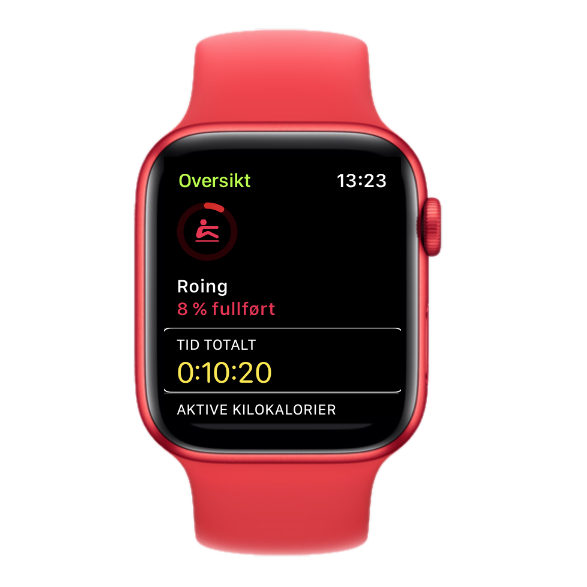 Oversikt 13:23
Roing
8 % fullført
TID TOTALT
0:10:20
AKTIVE KILOKALORIER